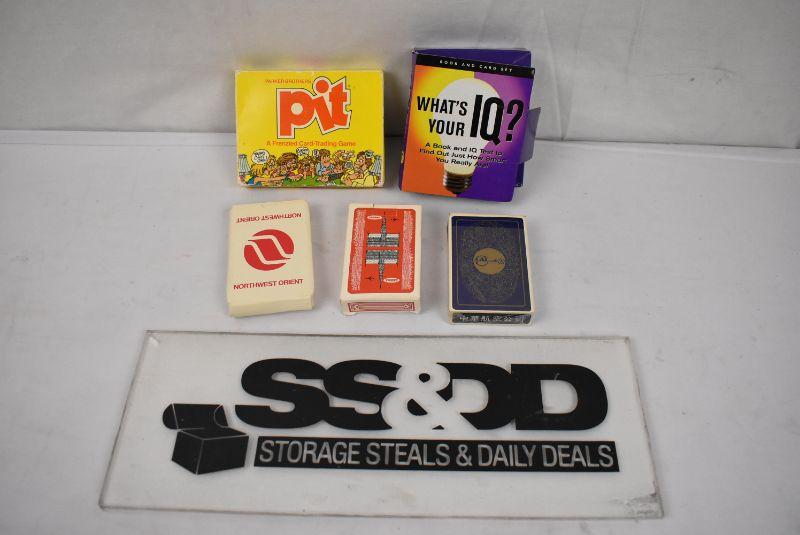 PARKER BROTHERS
pit
A Frenzied Card-Trading Game
BOOK AND CARD SET
WHAT'S
YOUR IQ?
A Book and IQ Test to
Find Out Just How Smart
You Really Are!
NORTHWEST ORIENT
NORTHWEST ORIENT
中華航空公司
SS&DD
STORAGE STEALS & DAILY DEALS